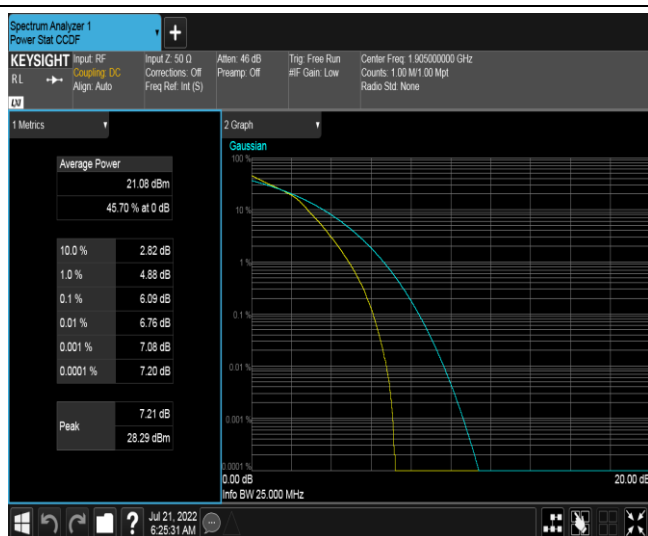 Spectrum Analyzer 1
Power Stat CCDF
+
KEYSIGHT
RL
LXI
Input: RF
Coupling: DC
Align: Auto
Input Z: 50 Ω
Corrections: Off
Freq Ref: Int (S)
Atten: 46 dB
Preamp: Off
Trig: Free Run
#IF Gain: Low
Center Freq: 1.905000000 GHz
Counts: 1.00 M/1.00 Mpt
Radio Std: None
1 Metrics
Average Power
21.08 dBm
45.70 % at 0 dB
10.0 % 2.82 dB
1.0 % 4.88 dB
0.1 % 6.09 dB
0.01 % 6.76 dB
0.001 % 7.08 dB
0.0001 % 7.20 dB
Peak
7.21 dB
28.29 dBm
2 Graph
Gaussian
100 %
10 %
1 %
0.1 %
0.01 %
0.001 %
0.0001 %
0.00 dB 20.00 dB
Info BW 25.000 MHz
?
Jul 21, 2022
6:25:31 AM